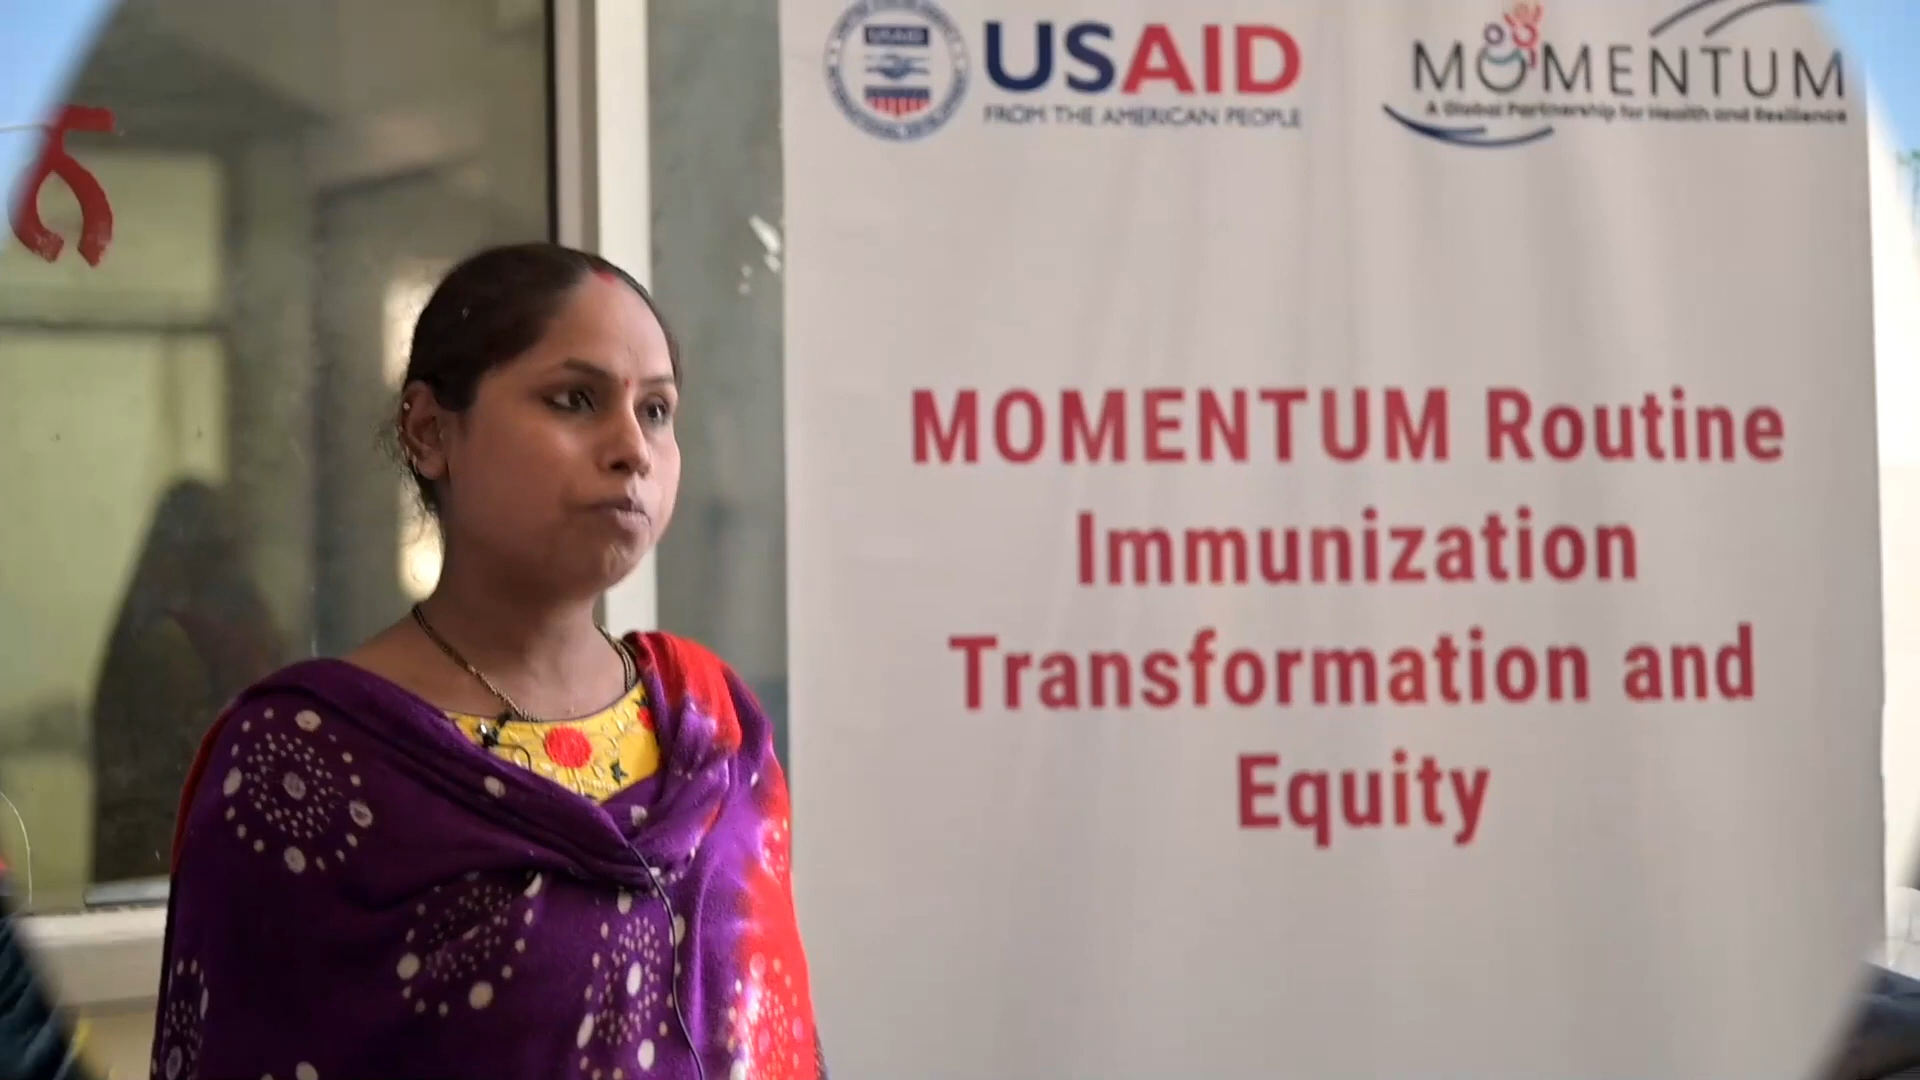 USAID
FROM THE AMERICAN PEOPLE
MOMENTUM
A Global Partnership for Health and Resilience
MOMENTUM Routine
Immunization
Transformation and
Equity